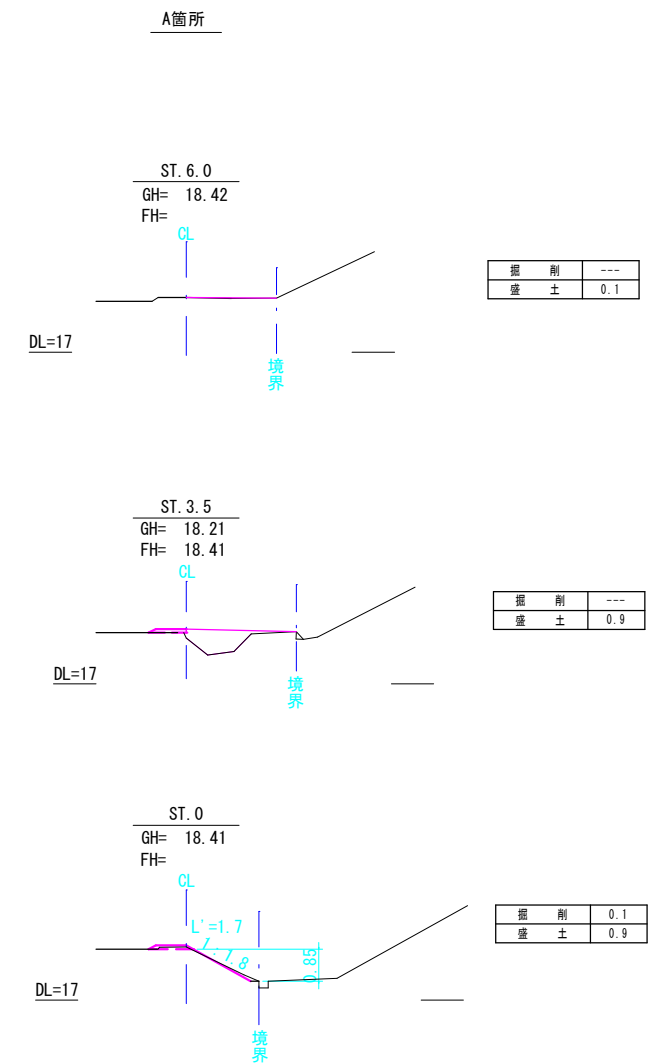 A箇所
ST.6.0
GH= 18.42
FH=
CL
掘 削 ---
盛 土 0.1
DL=17
境界
ST.3.5
GH= 18.21
FH= 18.41
CL
掘 削 ---
盛 土 0.9
DL=17
境界
ST.0
GH= 18.41
FH=
CL
掘 削 0.1
盛 土 0.9
L'=1.7
1:1.8
0.85
DL=17
境界